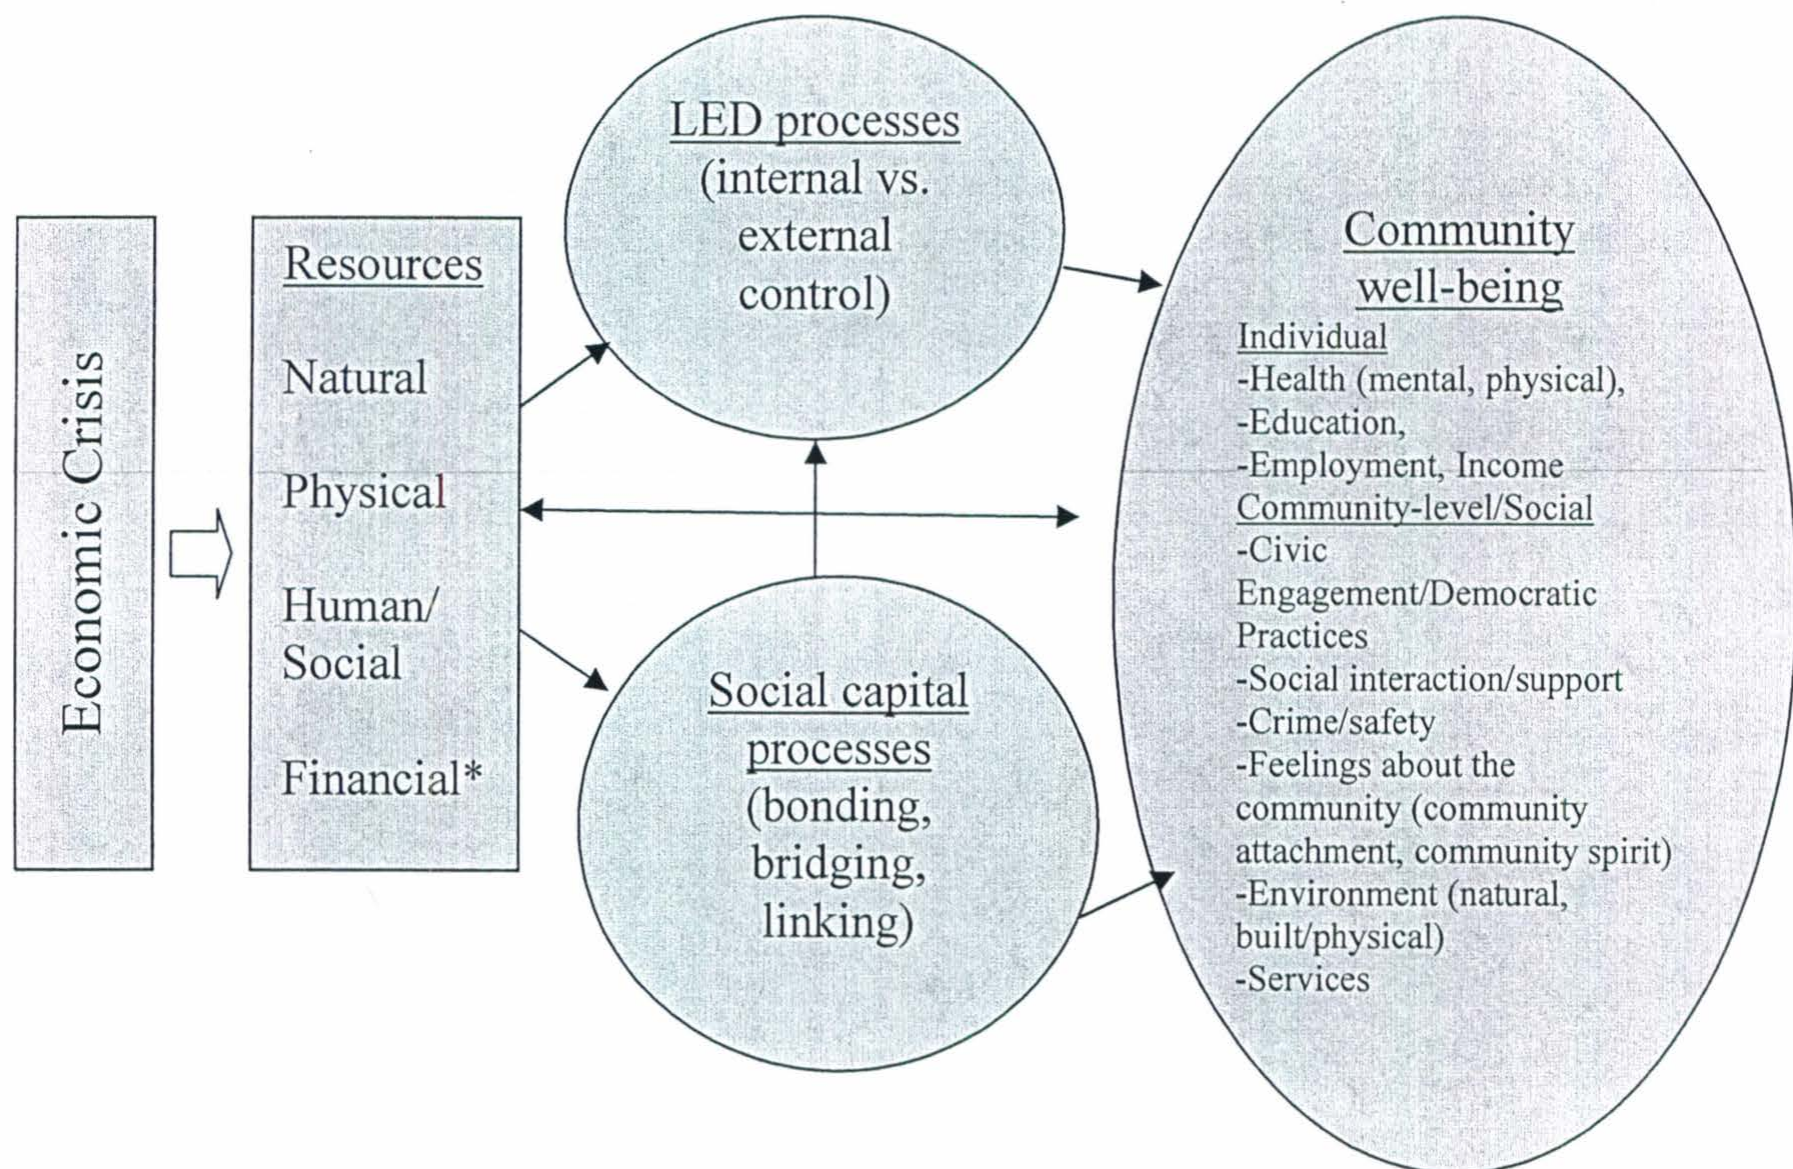 Economic Crisis
Resources
Natural
Physical
Human/
Social
Financial*
LED processes
(internal vs.
external
control)
Social capital
processes
(bonding,
bridging,
linking)
Community
well-being
Individual
-Health (mental, physical),
-Education,
-Employment, Income
Community-level/Social
-Civic
Engagement/Democratic
Practices
-Social interaction/support
-Crime/safety
-Feelings about the
community (community
attachment, community spirit)
-Environment (natural,
built/physical)
-Services